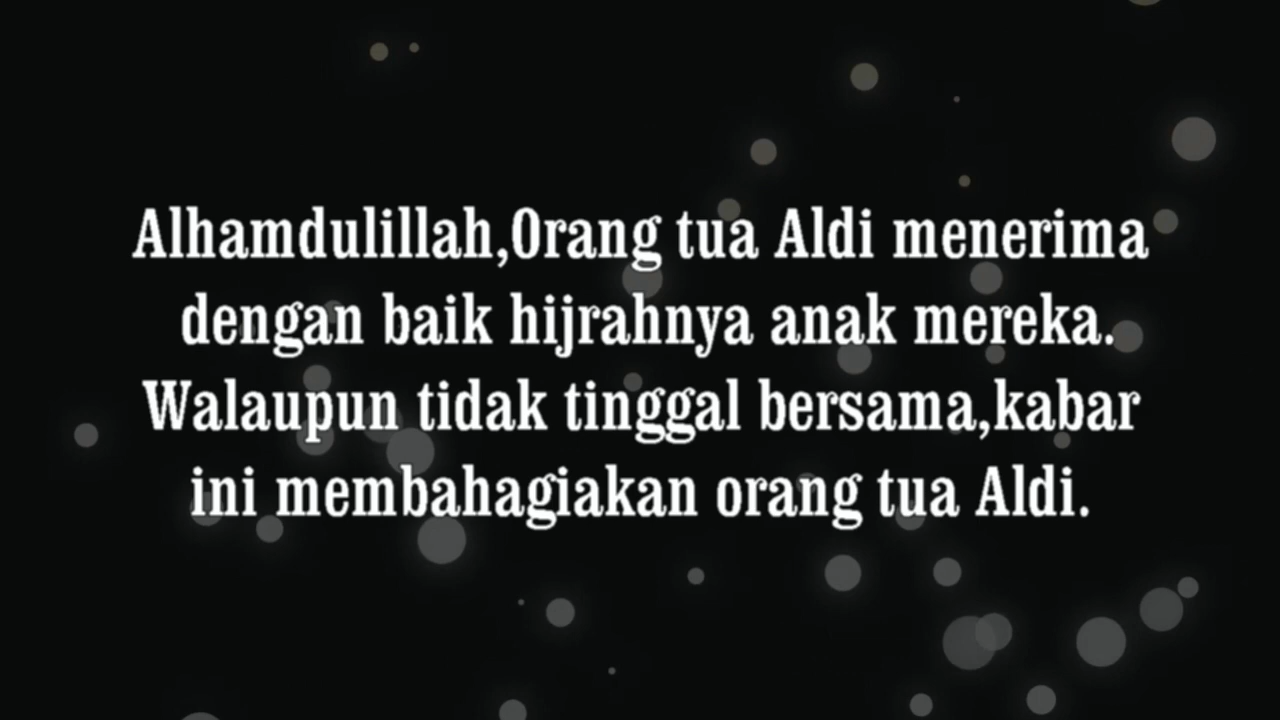 Alhamdulillah,Orang tua Aldi menerima
dengan baik hijrahnya anak mereka.
Walaupun tidak tinggal bersama,kabar
ini membahagiakan orang tua Aldi.